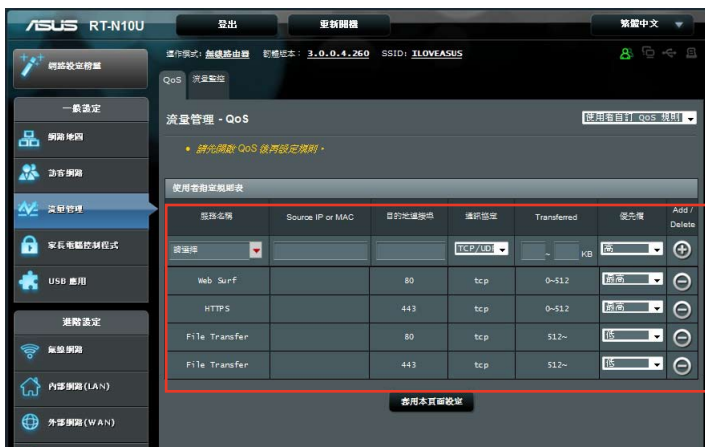 ASUS RT-N10U 登出 重新開機 繁體中文
運作模式: 無線路由器 韌體版本: 3.0.0.4.260 SSID: ILOVEASUS
網路設定精靈
QoS 流量監控
一般設定
流量管理 - QoS 使用者自訂 QoS 規則
網路地圖
• 請先開啟 QoS 後再設定規則。
訪客網路
使用者自定規則表
流量管理
服務名稱 Source IP or MAC 目的地連接埠 通訊協定 Transferred 優先權 Add / Delete
家長電腦控制程式
請選擇 TCP/UD ~ KB 高
USB 應用
Web Surf 80 tcp 0~512 最高
HTTPS 443 tcp 0~512 最高
進階設定
File Transfer 80 tcp 512~ 低
無線網路
File Transfer 443 tcp 512~ 低
內部網路(LAN)
套用本頁面設定
外部網路(WAN)